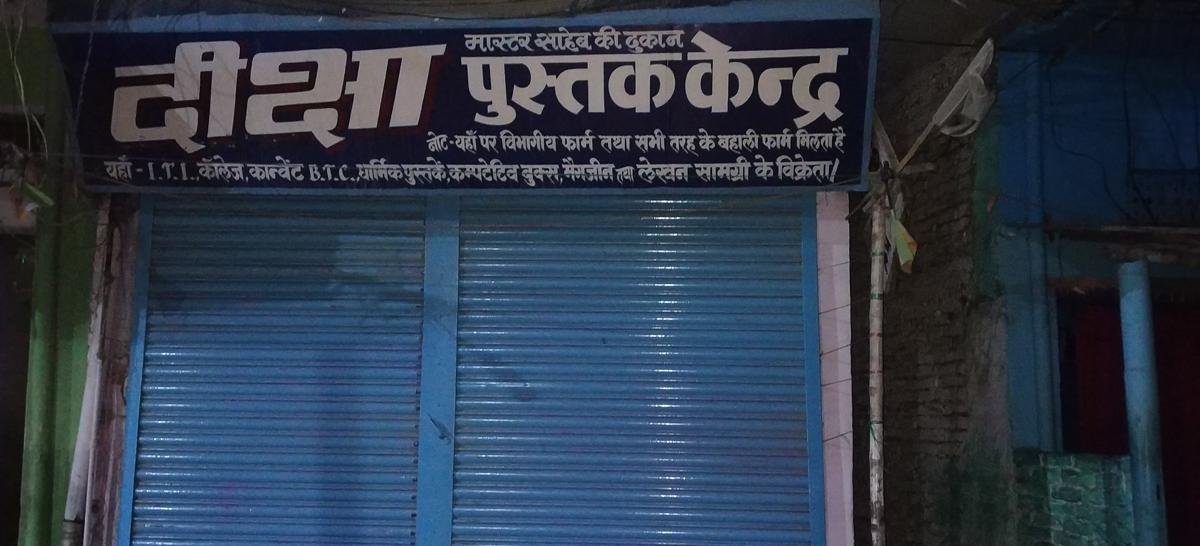 मास्टर साहेब की दुकान
दीक्षा पुस्तक केन्द्र
नोट-यहाँ पर विभागीय फार्म तथा सभी तरह के बहाली फार्म मिलता है
यहाँ - I.T.I., कॉलेज, कान्वेंट B.T.C., धार्मिक पुस्तकें, कम्पटेटिव बुक्स, मैगजीन तथा लेखन सामग्री के विक्रेता!